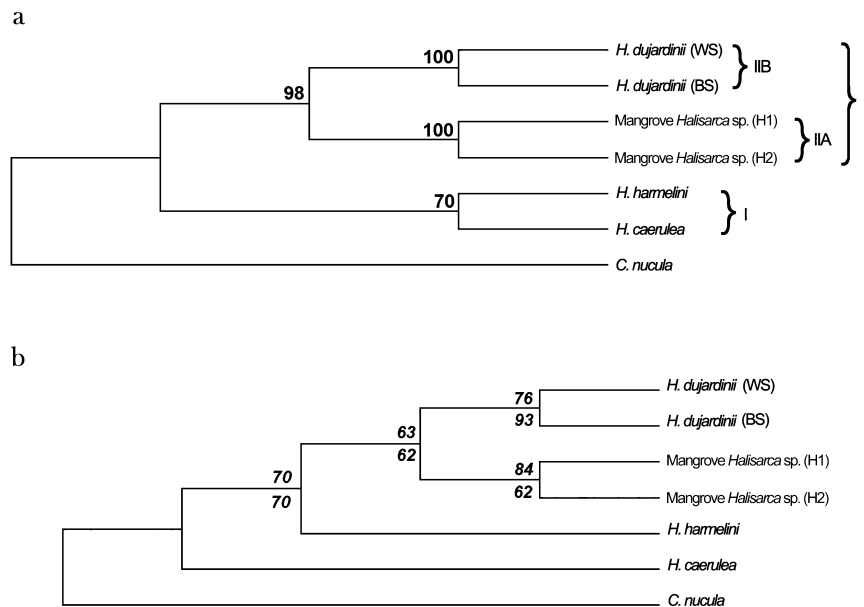 a
H. dujardinii (WS)
100
IIB
H. dujardinii (BS)
98
Mangrove Halisarca sp. (H1)
100
IIA
Mangrove Halisarca sp. (H2)
H. harmelini
70
I
H. caerulea
C. nucula
b
H. dujardinii (WS)
76
93
H. dujardinii (BS)
63
62
Mangrove Halisarca sp. (H1)
84
62
Mangrove Halisarca sp. (H2)
70
70
H. harmelini
H. caerulea
C. nucula